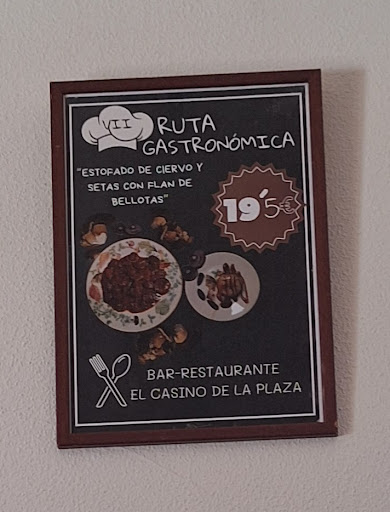 VII RUTA
GASTRONÓMICA
"ESTOFADO DE CIERVO Y
SETAS CON FLAN DE
BELLOTAS"
19'5€
BAR-RESTAURANTE
EL CASINO DE LA PLAZA